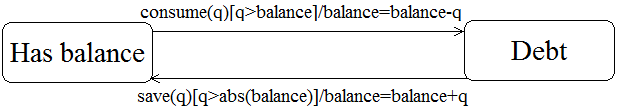 consume(q)[q>balance]/balance=balance-q
Has balance
Debt
save(q)[q>abs(balance)]/balance=balance+q